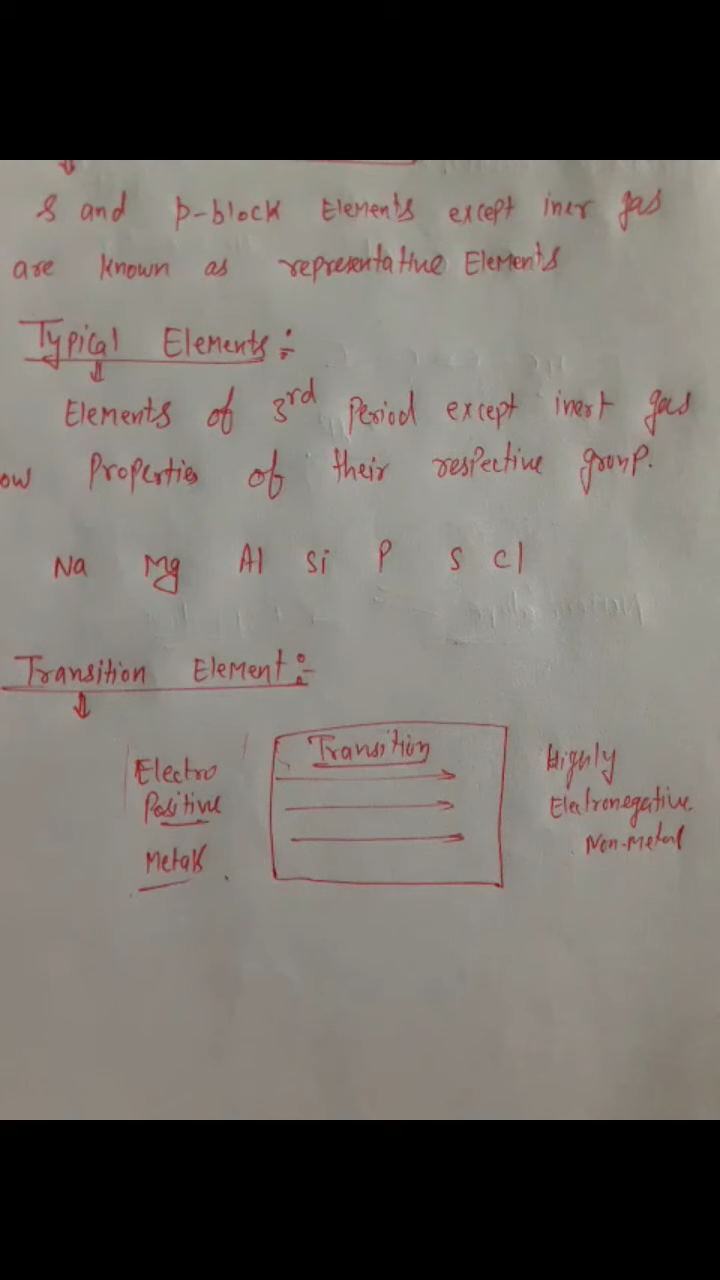 S and p-block Elements except iner gas
are known as representative Elements
Typical Elements:-
Elements of 3rd Period except inert gas
ow Properties of their respective group.
Na Mg Al Si P S Cl
Transition Element:-
Transition
Electro
Positive
Metals
Highly
Elatronegative
Non-Metal